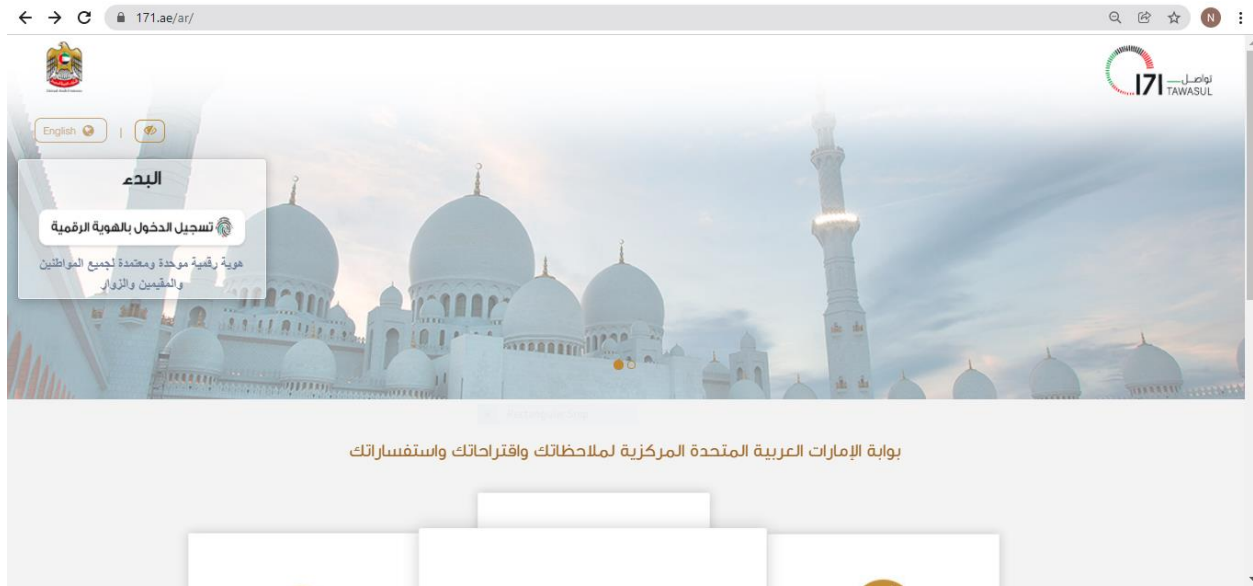 171.ae/ar/
N
تواصل
171
TAWASUL
English
البدء
تسجيل الدخول بالهوية الرقمية
هوية رقمية موحدة ومعتمدة لجميع المواطنين
والمقيمين والزوار
بوابة الإمارات العربية المتحدة المركزية لملاحظاتك واقتراحاتك واستفساراتك